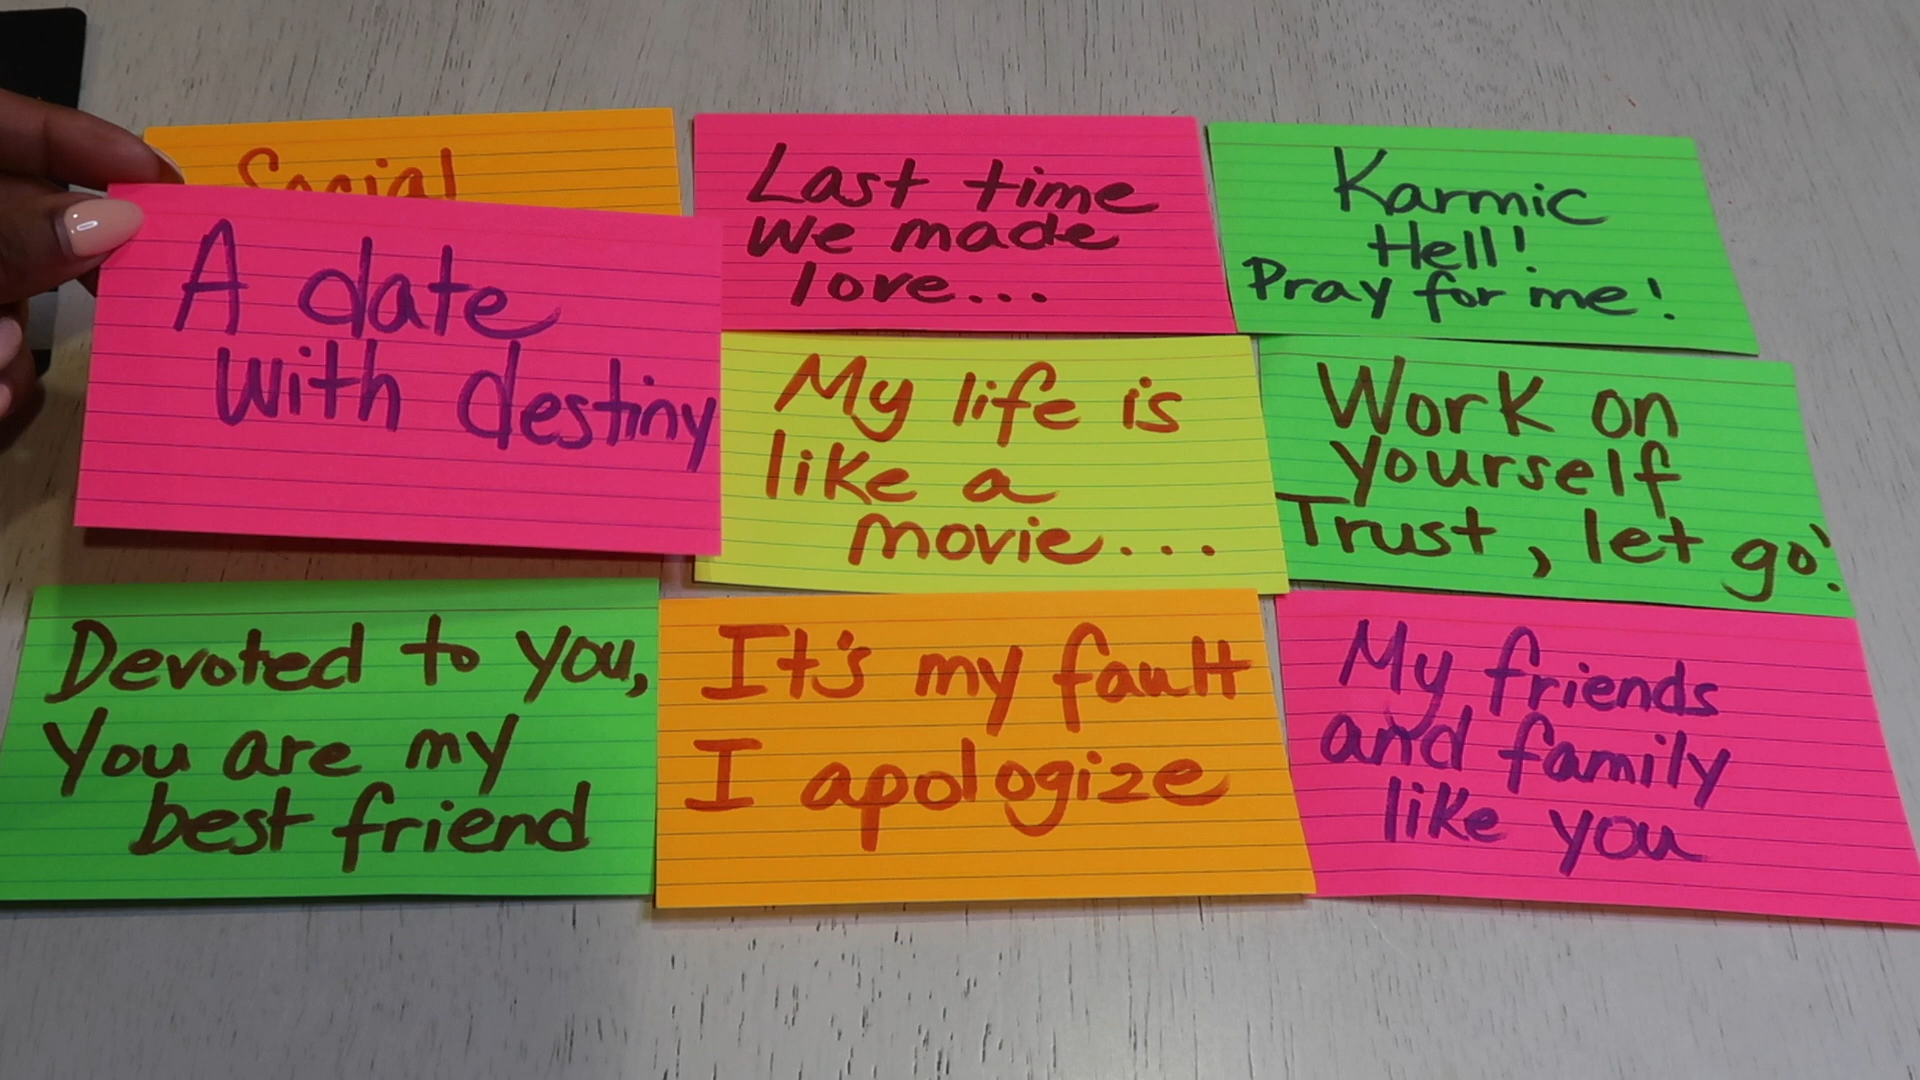 Social
A date
with destiny
Last time
We made
love...
Karmic
Hell!
Pray for me!
My life is
like a
movie...
Work on
yourself
Trust, let go!
Devoted to you,
You are my
best friend
It's my fault
I apologize
My friends
and family
like you